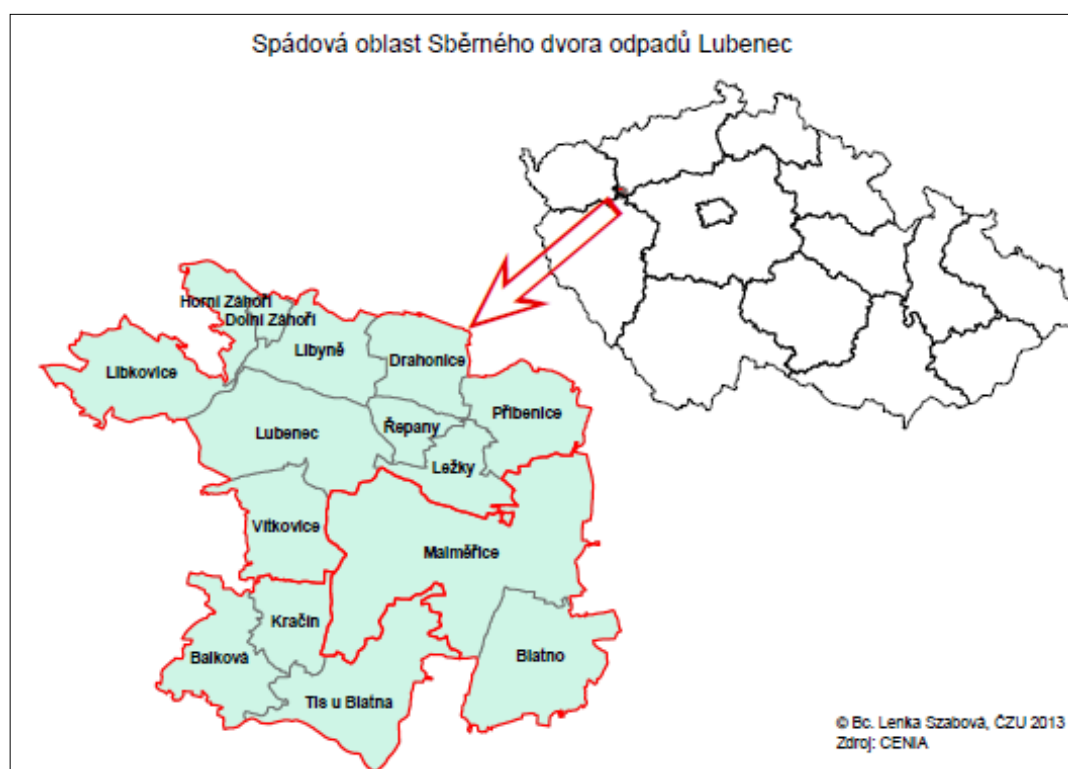 Spádová oblast Sběrného dvora odpadů Lubenec
Horní Záhoří
Dolní Záhoří
Libyně
Drahonice
Libkovice
Přibenice
Řepany
Lubenec
Ležky
Vítkovice
Malměřice
Kračín
Balková
Blatno
Tis u Blatna
© Bc. Lenka Szabová, ČZU 2013
Zdroj: CENIA